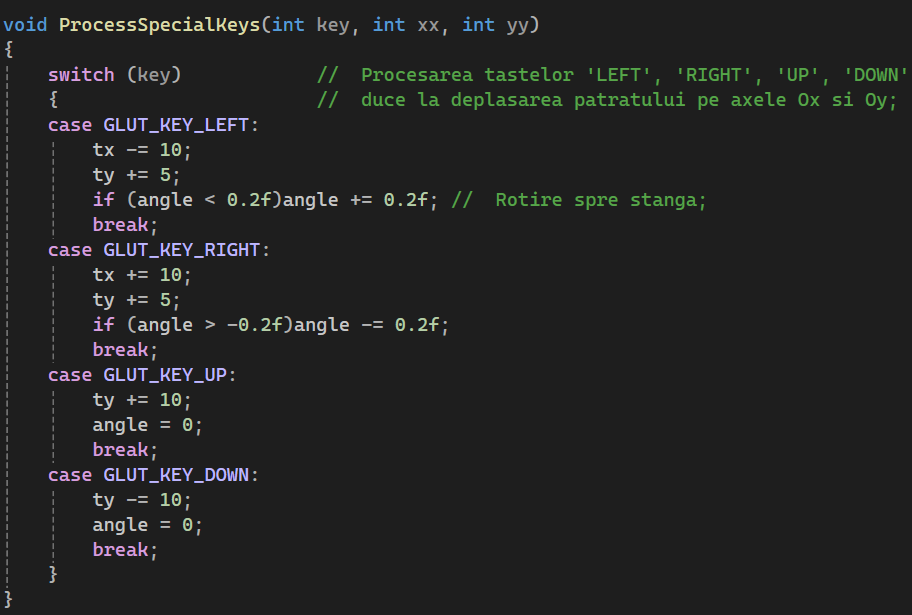 void ProcessSpecialKeys(int key, int xx, int yy)
{
    switch (key)            //  Procesarea tastelor 'LEFT', 'RIGHT', 'UP', 'DOWN'
    {                       //  duce la deplasarea patratului pe axele Ox si Oy;
    case GLUT_KEY_LEFT:
        tx -= 10;
        ty += 5;
        if (angle < 0.2f)angle += 0.2f; //  Rotire spre stanga;
        break;
    case GLUT_KEY_RIGHT:
        tx += 10;
        ty += 5;
        if (angle > -0.2f)angle -= 0.2f;
        break;
    case GLUT_KEY_UP:
        ty += 10;
        angle = 0;
        break;
    case GLUT_KEY_DOWN:
        ty -= 10;
        angle = 0;
        break;
    }
}